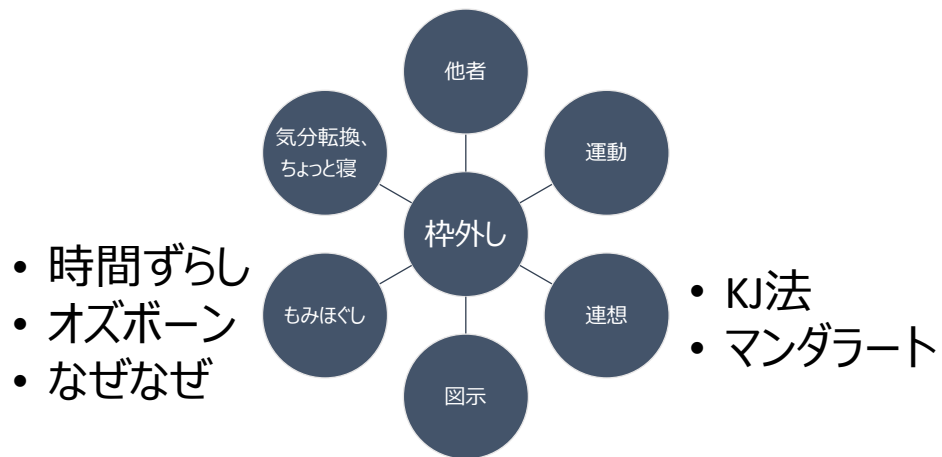 他者
気分転換、
ちょっと寝
運動
枠外し
• 時間ずらし
• オズボーン
• なぜなぜ
もみほぐし
連想
• KJ法
• マンダラート
図示